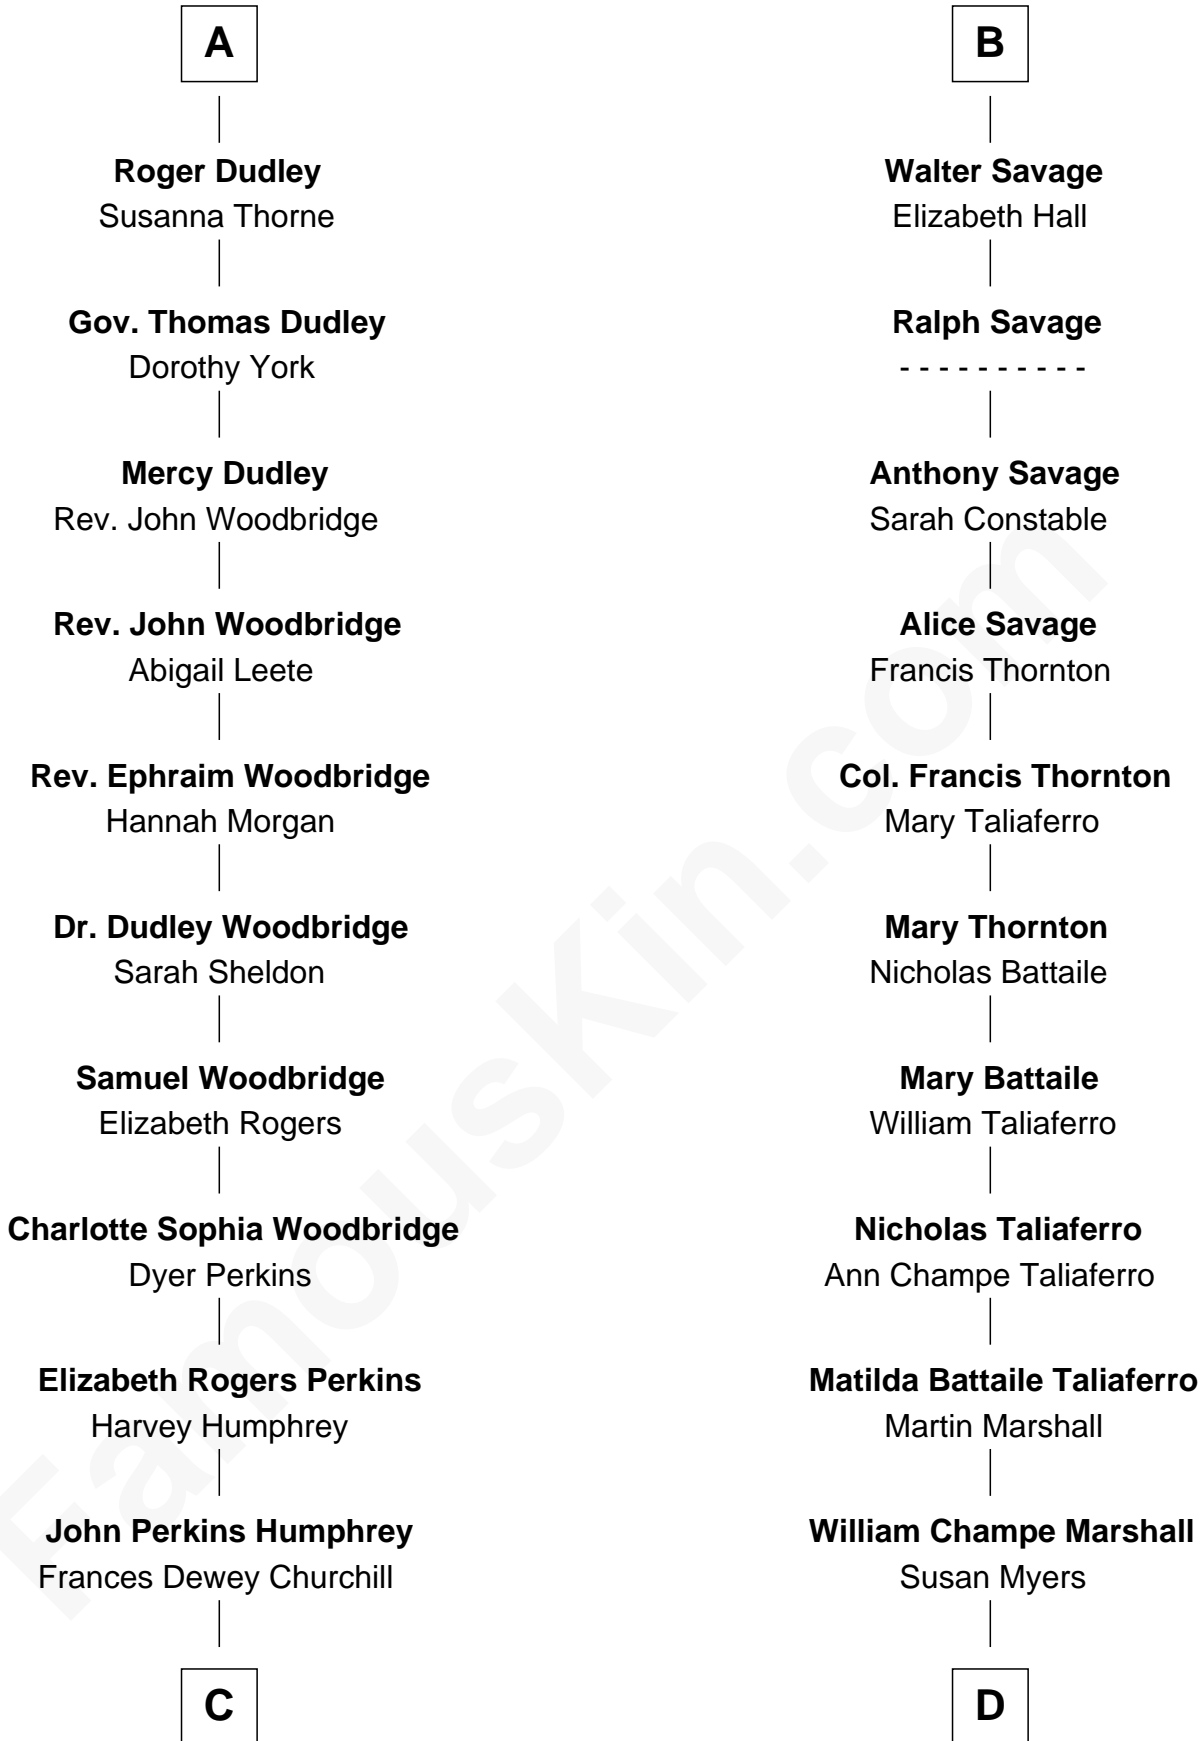 A
Roger Dudley
Susanna Thorne
Gov. Thomas Dudley
Dorothy York
Mercy Dudley
Rev. John Woodbridge
Rev. John Woodbridge
Abigail Leete
Rev. Ephraim Woodbridge
Hannah Morgan
Dr. Dudley Woodbridge
Sarah Sheldon
Samuel Woodbridge
Elizabeth Rogers
Charlotte Sophia Woodbridge
Dyer Perkins
Elizabeth Rogers Perkins
Harvey Humphrey
John Perkins Humphrey
Frances Dewey Churchill
C
B
Walter Savage
Elizabeth Hall
Ralph Savage
- - - - - - - - - -
Anthony Savage
Sarah Constable
Alice Savage
Francis Thornton
Col. Francis Thornton
Mary Taliaferro
Mary Thornton
Nicholas Battaile
Mary Battaile
William Taliaferro
Nicholas Taliaferro
Ann Champe Taliaferro
Matilda Battaile Taliaferro
Martin Marshall
William Champe Marshall
Susan Myers
D
FamousKin.com